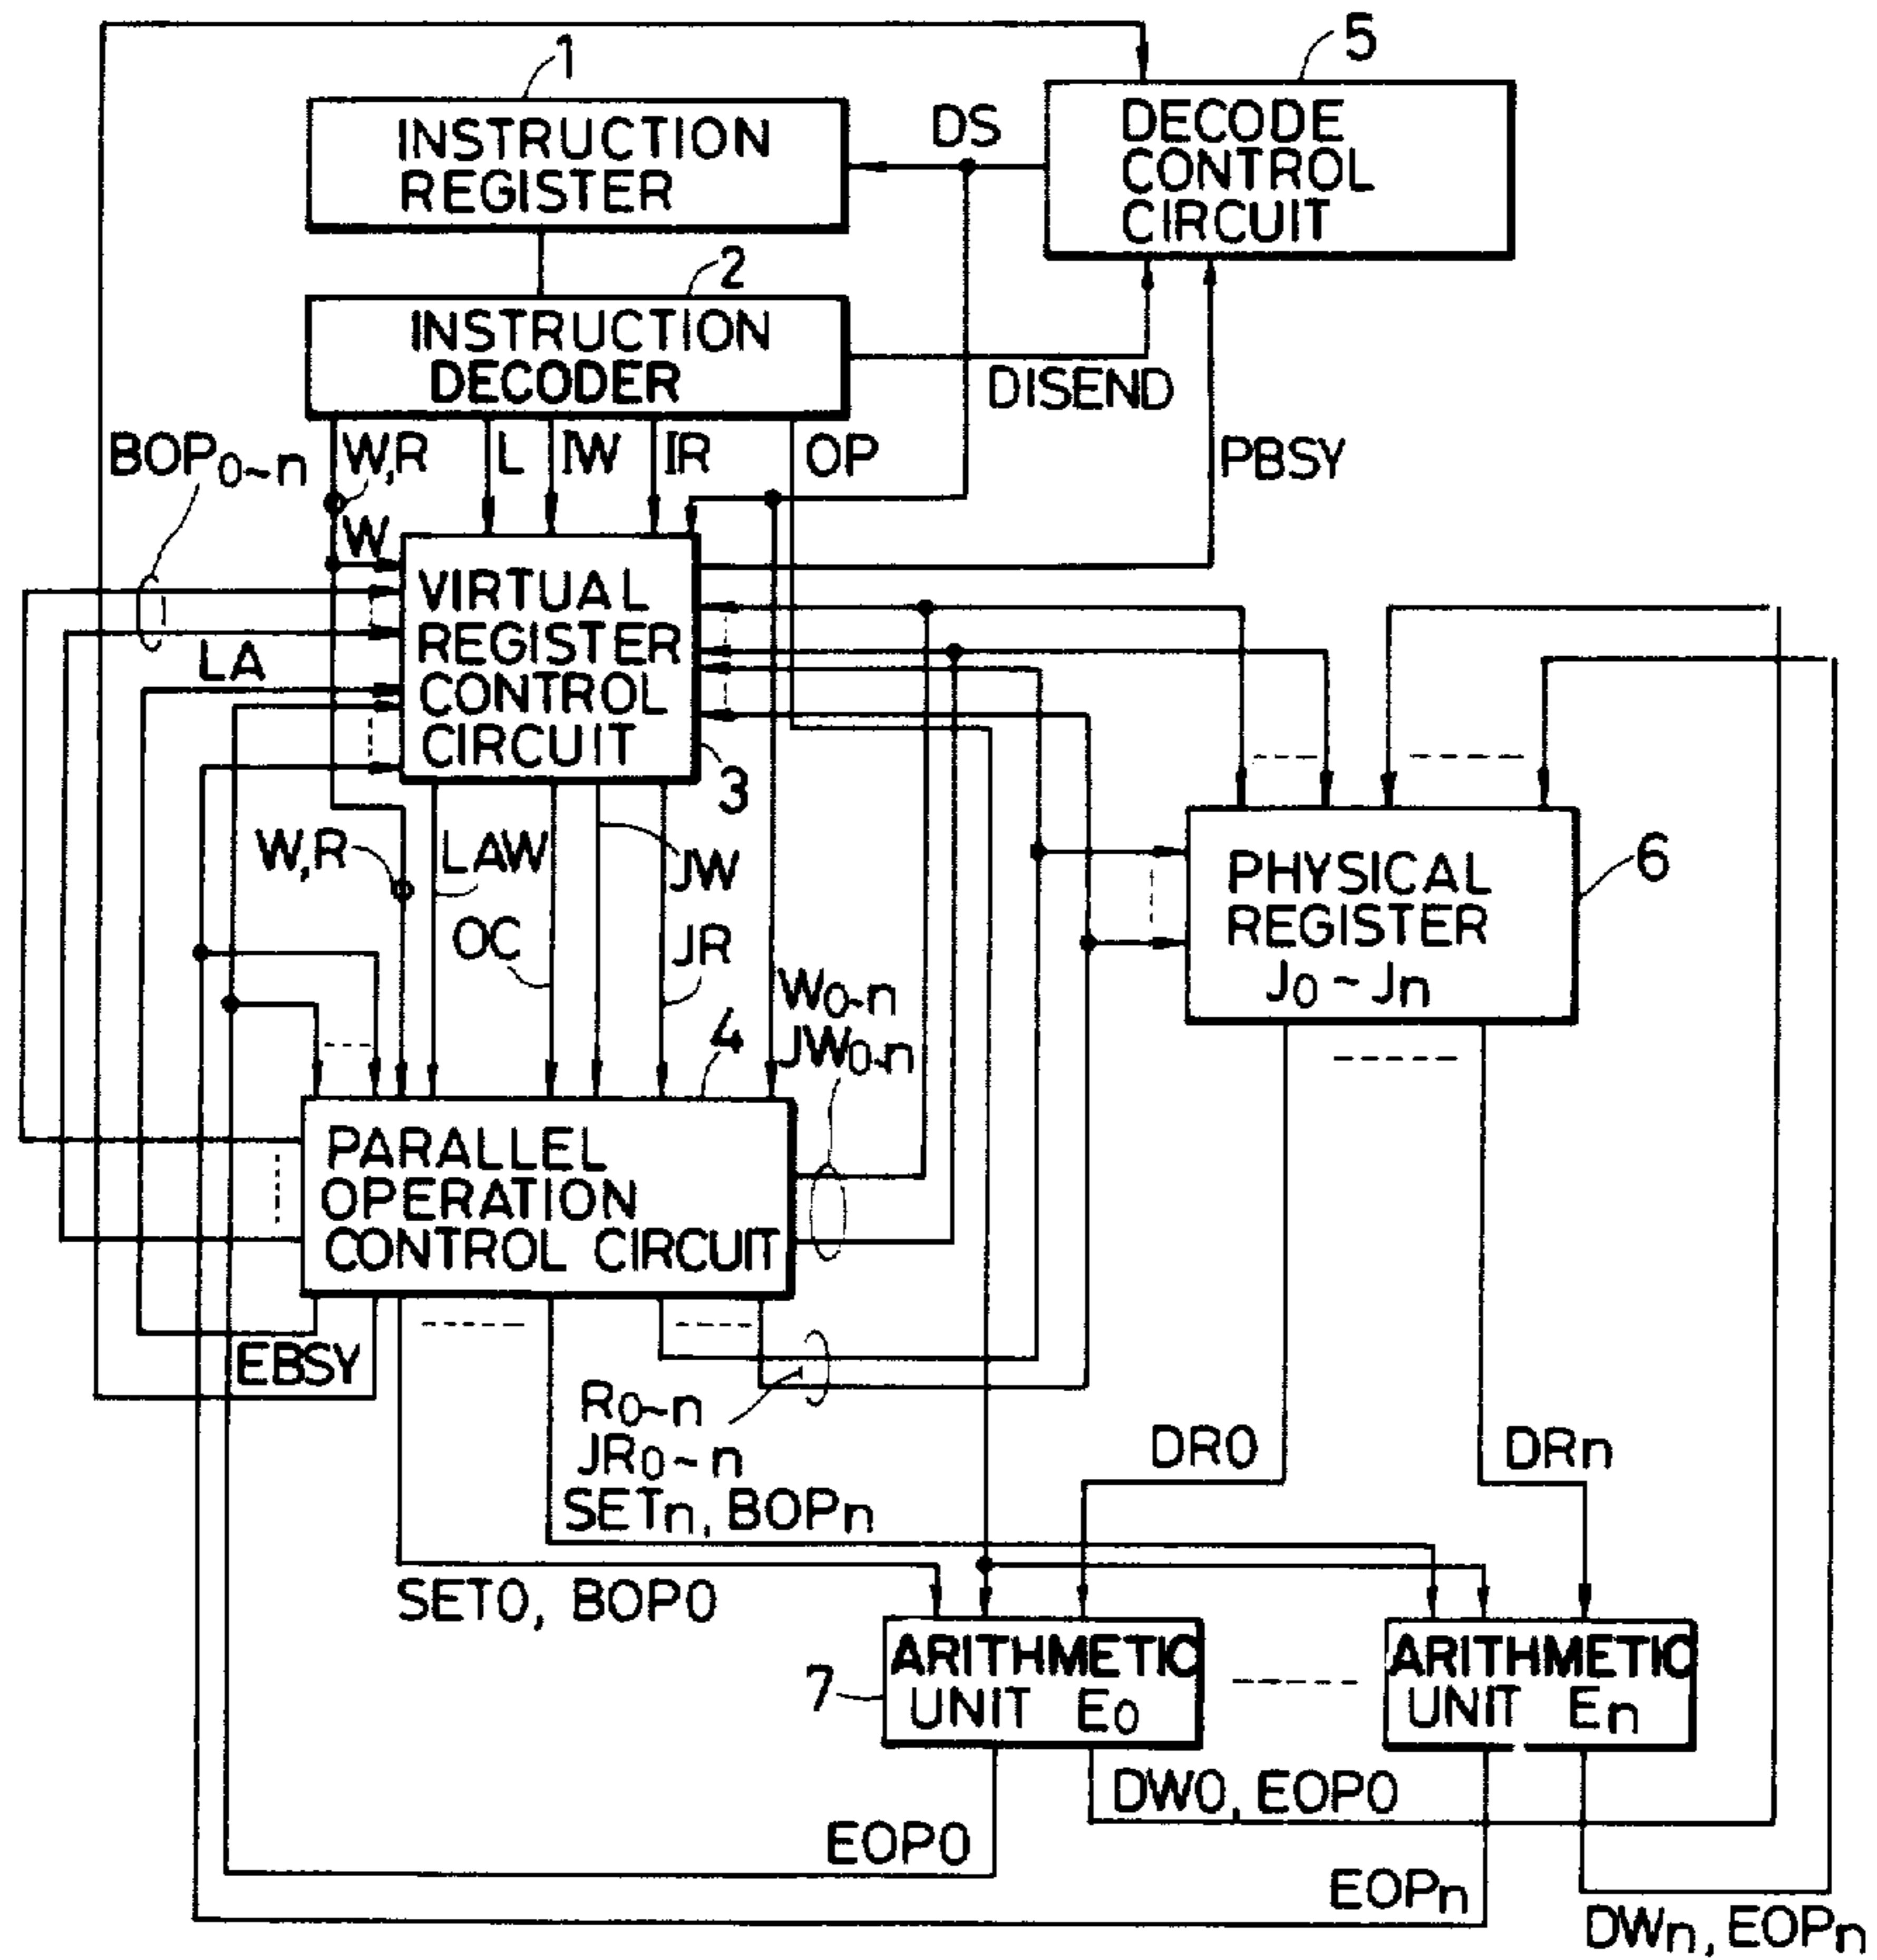 1
5
INSTRUCTION
REGISTER
DS
DECODE
CONTROL
CIRCUIT
2
INSTRUCTION
DECODER
DISEND
BOP0~n
W,R
L
IW
IR
OP
PBSY
W
VIRTUAL
REGISTER
CONTROL
CIRCUIT
LA
3
W,R
LAW
JW
OC
JR
PHYSICAL
REGISTER
J0 ~ Jn
6
W0~n
JW0~n
4
PARALLEL
OPERATION
CONTROL CIRCUIT
EBSY
R0~n
JR0~n
SETn, BOPn
DR0
DRn
SET0, BOP0
7
ARITHMETIC
UNIT E0
ARITHMETIC
UNIT En
DW0, EOP0
EOP0
EOPn
DWn, EOPn